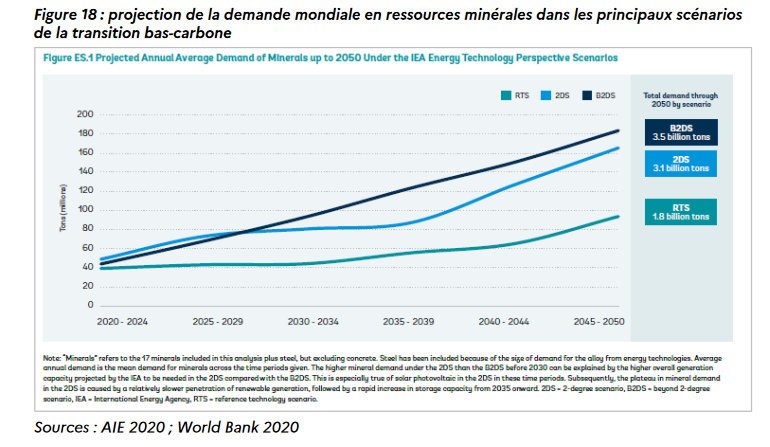 Figure 18 : projection de la demande mondiale en ressources minérales dans les principaux scénarios
de la transition bas-carbone
Figure ES.1 Projected Annual Average Demand of Minerals up to 2050 Under the IEA Energy Technology Perspective Scenarios
RTS 2DS B2DS
Total demand through
2050 by scenario
200
180
160
140
120
100
80
60
40
20
0
Tons (millions)
B2DS
3.5 billion tons
2DS
3.1 billion tons
RTS
1.8 billion tons
2020 - 2024 2025 - 2029 2030 - 2034 2035 - 2039 2040 - 2044 2045 - 2050
Note: "Minerals" refers to the 17 minerals included in this analysis plus steel, but excluding concrete. Steel has been included because of the size of demand for the alloy from energy technologies. Average
annual demand is the mean demand for minerals across the time periods given. The higher mineral demand under the 2DS than the B2DS before 2030 can be explained by the higher overall generation
capacity projected by the IEA to be needed in the 2DS compared with the B2DS. This is especially true of solar photovoltaic in the 2DS in these time periods. Subsequently, the plateau in mineral demand
in the 2DS is caused by a relatively slower penetration of renewable generation, followed by a rapid increase in storage capacity from 2035 onward. 2DS = 2-degree scenario, B2DS = beyond 2-degree
scenario, IEA = International Energy Agency, RTS = reference technology scenario.
Sources : AIE 2020 ; World Bank 2020